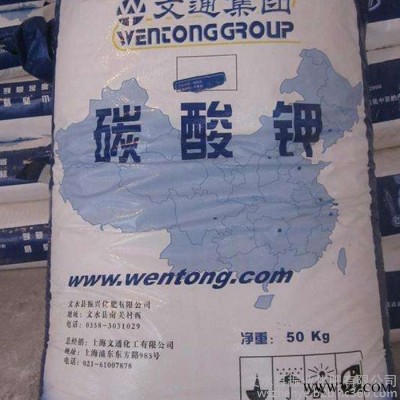 文通集团
WENTONGGROUP
碳酸钾
www.wentong.com
文水县振兴化肥有限公司
地址：文水县南关村西
电话：0358-3031029
净重：50 Kg
总经销：上海文通化工有限公司
地址：上海浦东东方路985号
电话：021-61007878